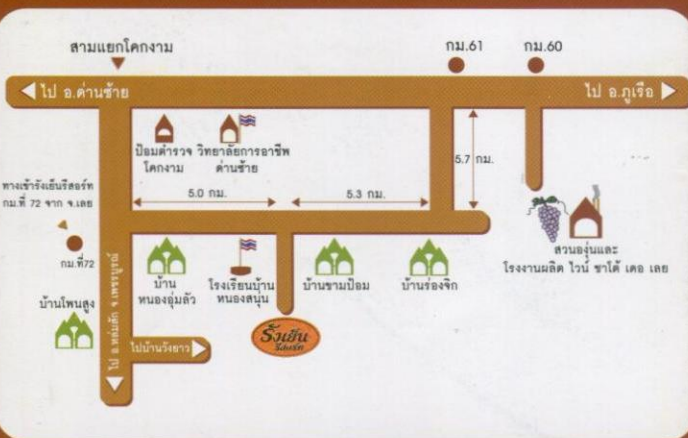 สามแยกโคกงาม
กม.61
กม.60
ไป อ.ด่านซ้าย
ไป อ.ภูเรือ
ป้อมตำรวจ
โคกงาม
วิทยาลัยการอาชีพ
ด่านซ้าย
5.7 กม.
ทางเข้ารังเย็นรีสอร์ท
กม.ที่ 72 จาก จ.เลย
5.0 กม.
5.3 กม.
กม.ที่72
สวนองุ่นและ
โรงงานผลิต ไวน์ ชาโต้ เดอ เลย
บ้าน
หนองอุ่มลัว
โรงเรียนบ้าน
หนองสนุ่น
บ้านขามป้อม
บ้านร่องจิก
บ้านโพนสูง
ไป อ.หล่มสัก จ.เพชรบูรณ์
ไปบ้านวังยาว
รังเย็น
รีสอร์ท